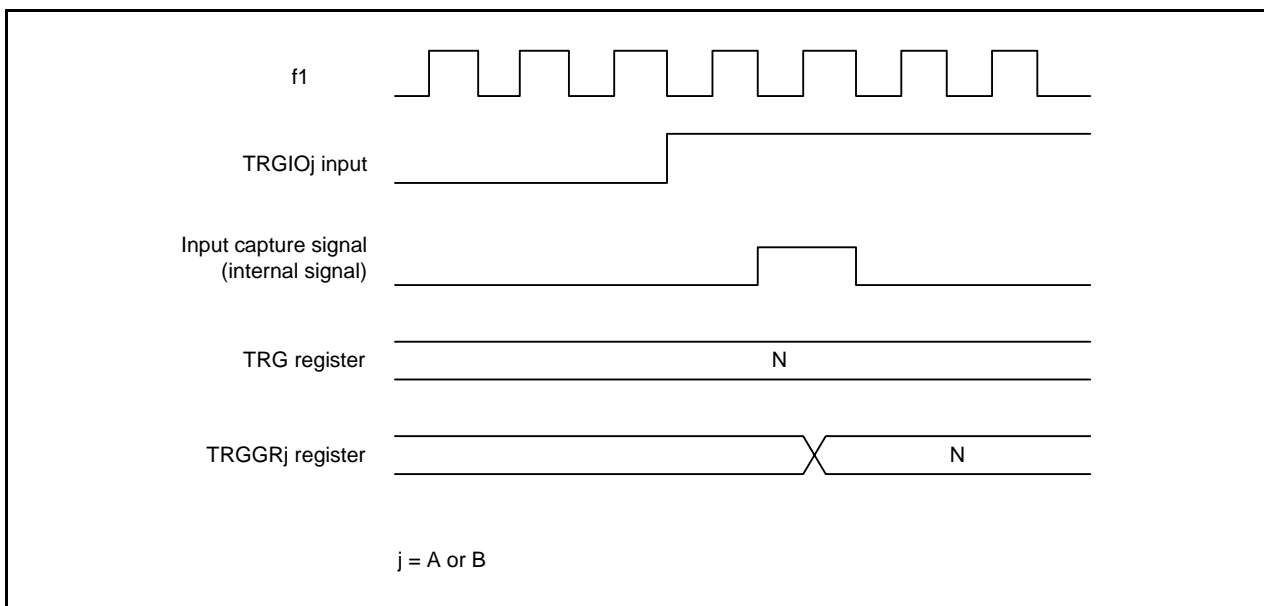 f1
TRGIOj input
Input capture signal
(internal signal)
TRG register
N
TRGGRj register
N
j = A or B